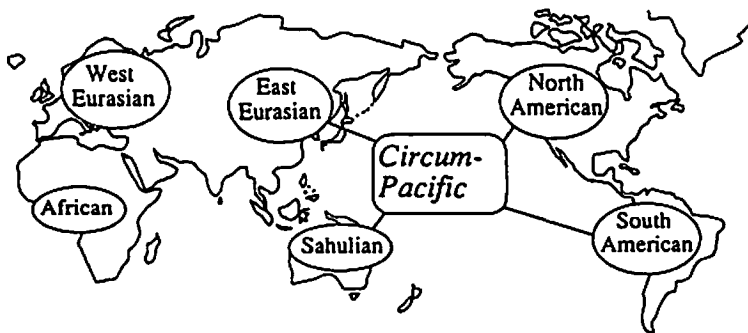 West
Eurasian
East
Eurasian
North
American
Circum-
Pacific
African
Sahulian
South
American